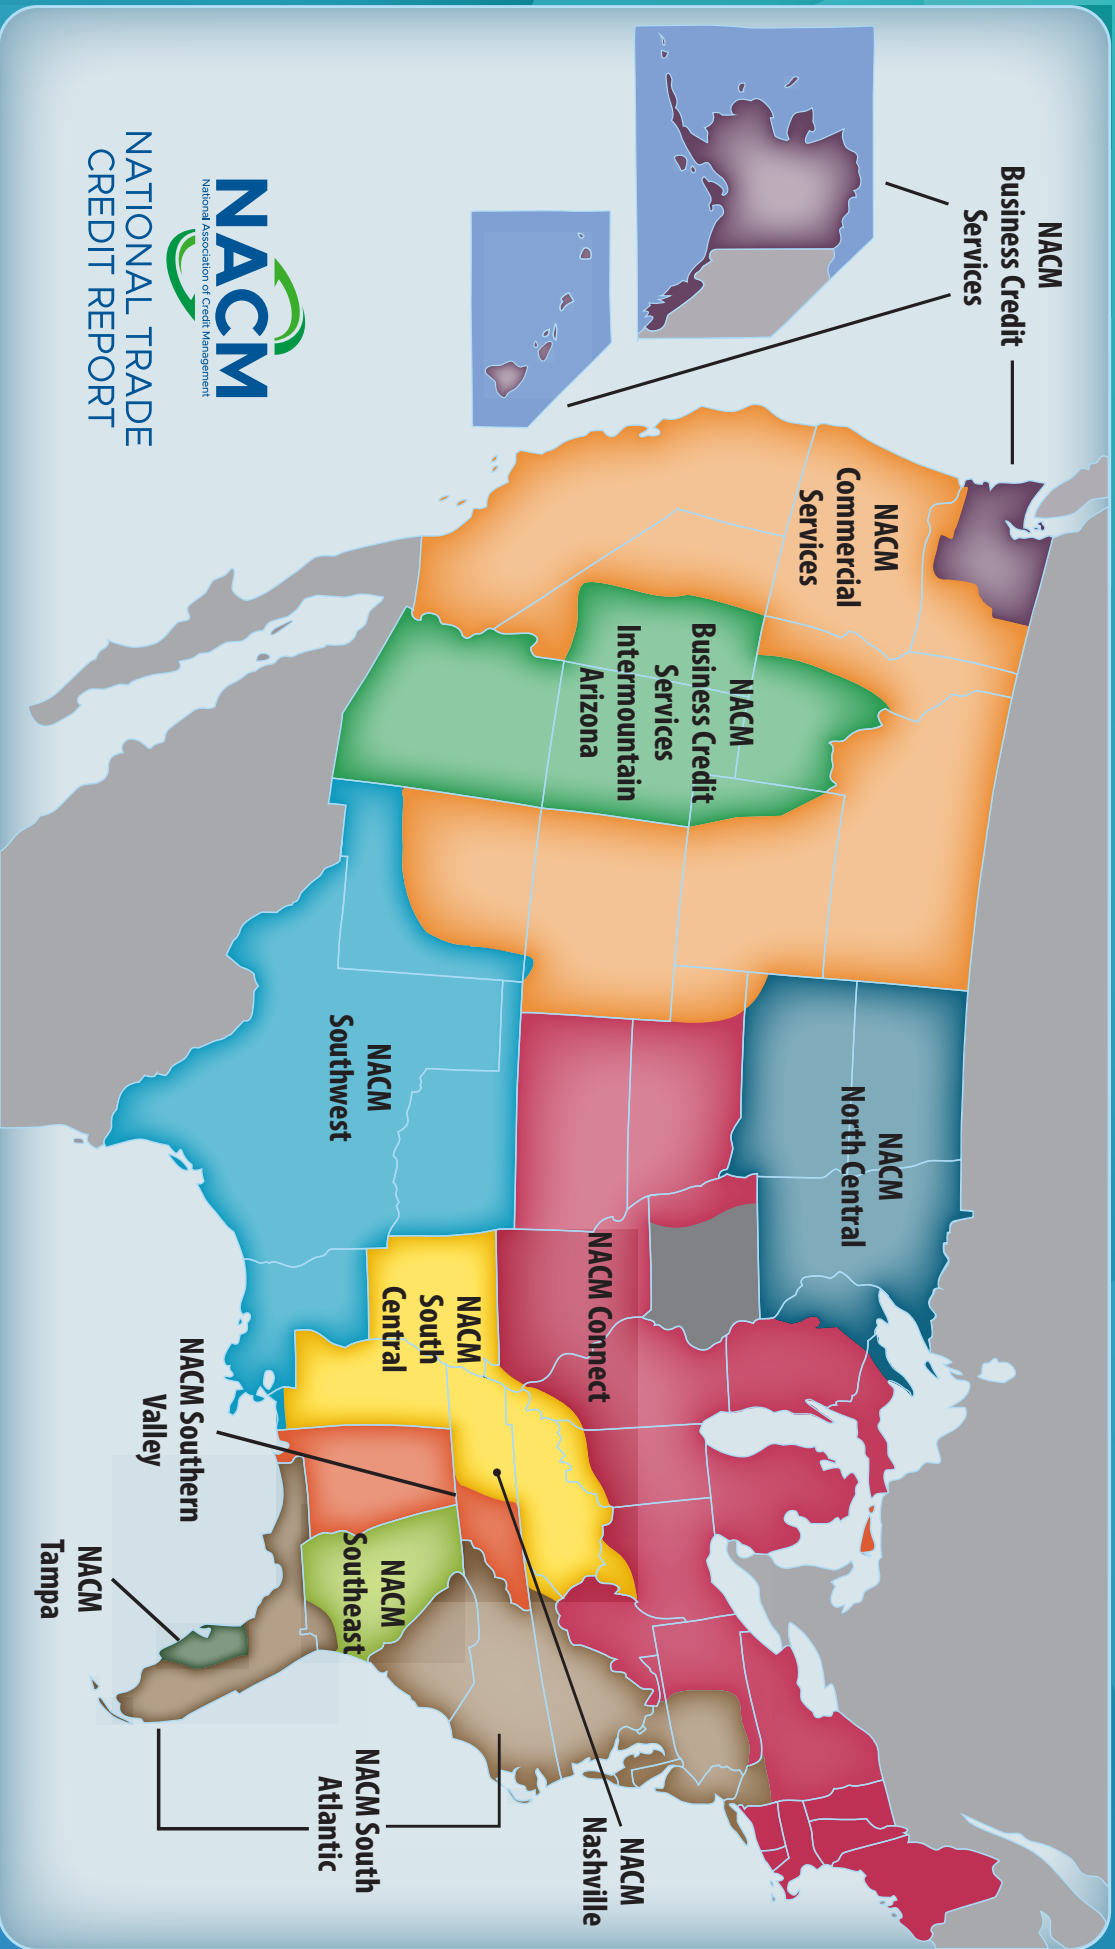 NACM
Business Credit
Services
NACM
Commercial
Services
NACM
Business Credit
Services
Intermountain
Arizona
NACM
North Central
NACM
Southwest
NACM Connect
NACM
South
Central
NACM Southern
Valley
NACM
Southeast
NACM
Tampa
NACM South
Atlantic
NACM
Nashville
NACM
National Association of Credit Management
NATIONAL TRADE
CREDIT REPORT